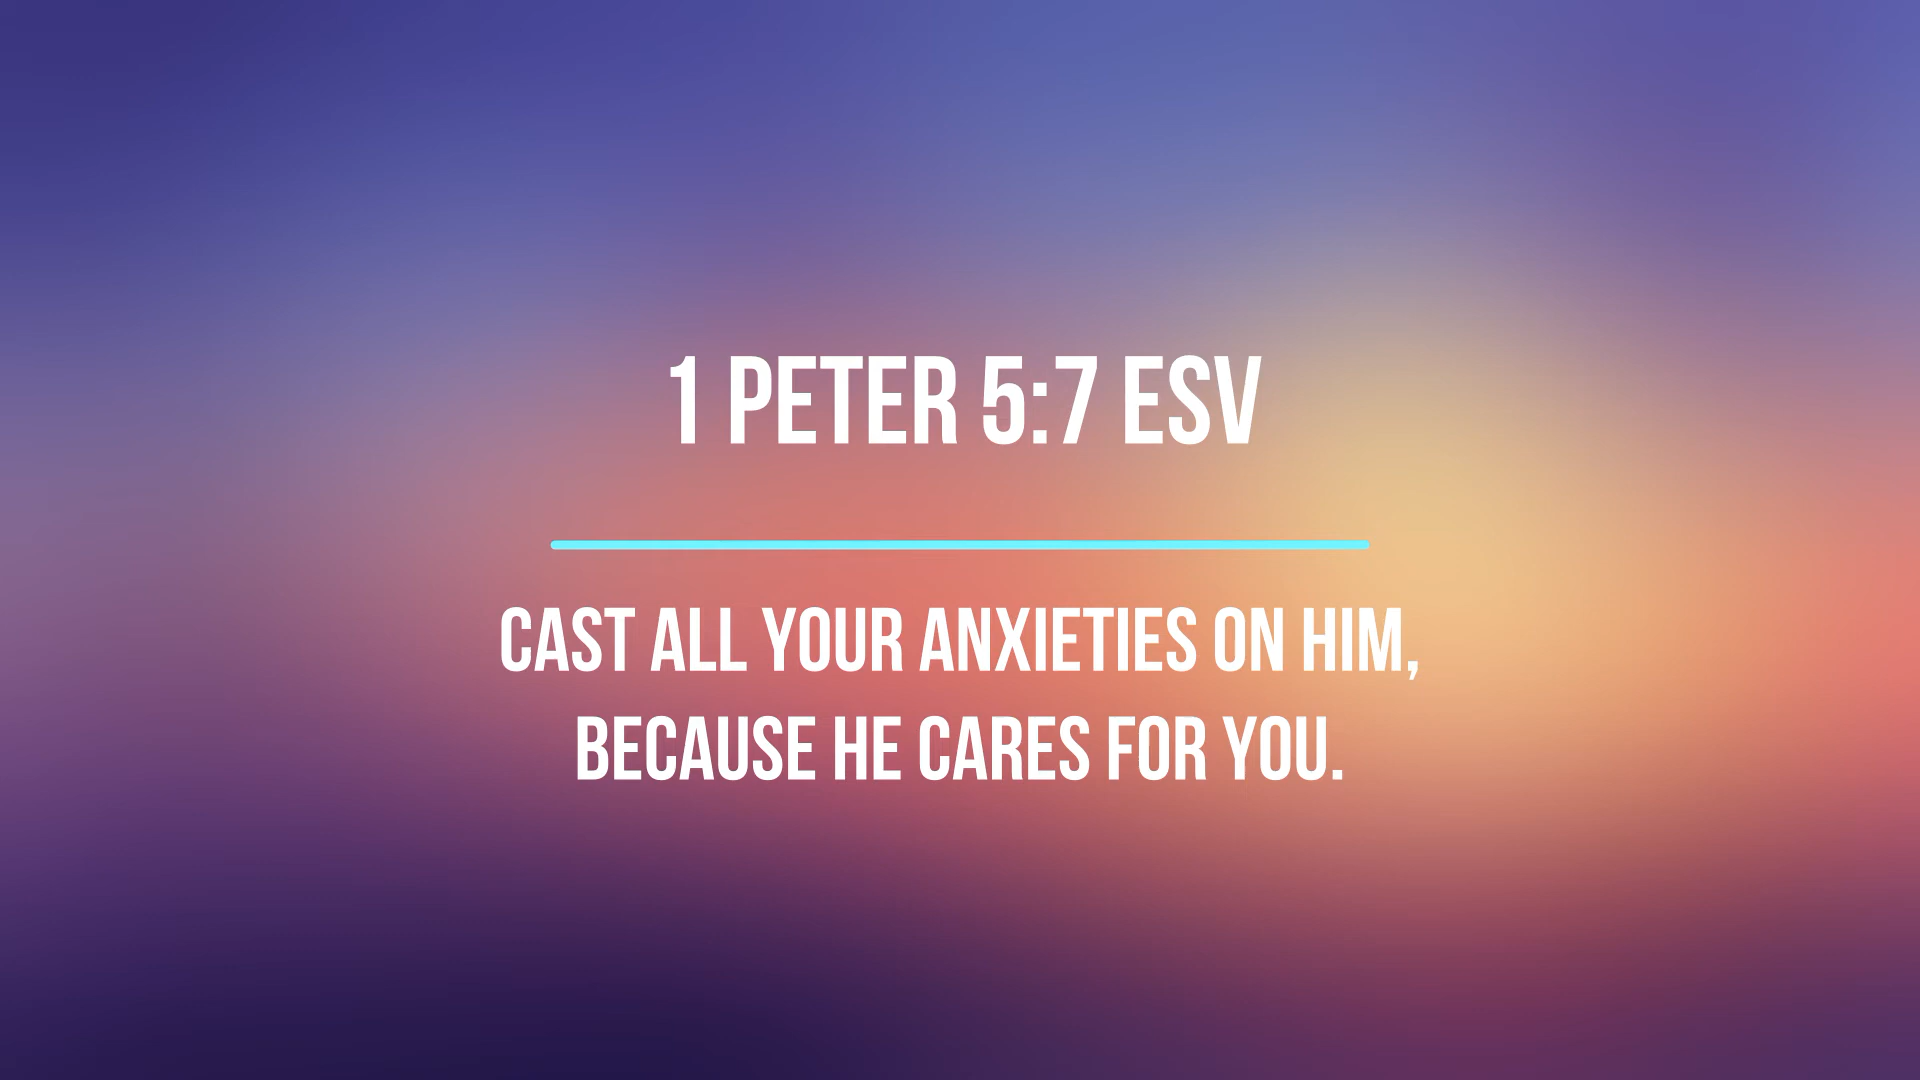 1 PETER 5:7 ESV
CAST ALL YOUR ANXIETIES ON HIM,
BECAUSE HE CARES FOR YOU.